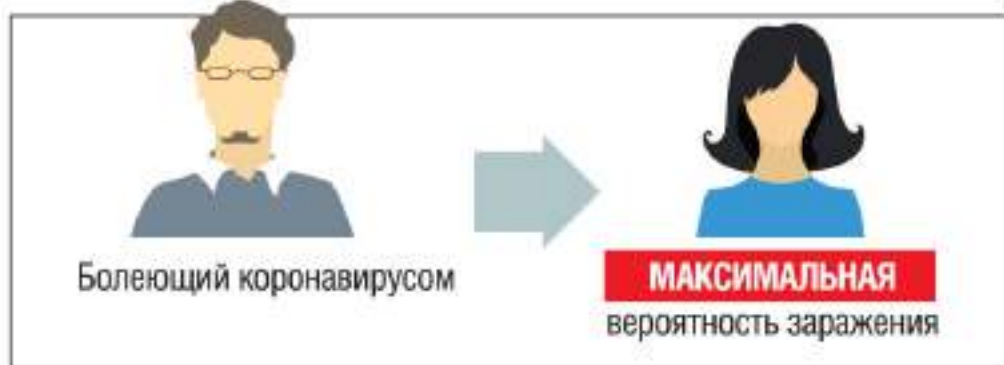 Болеющий коронавирусом
МАКСИМАЛЬНАЯ
вероятность заражения